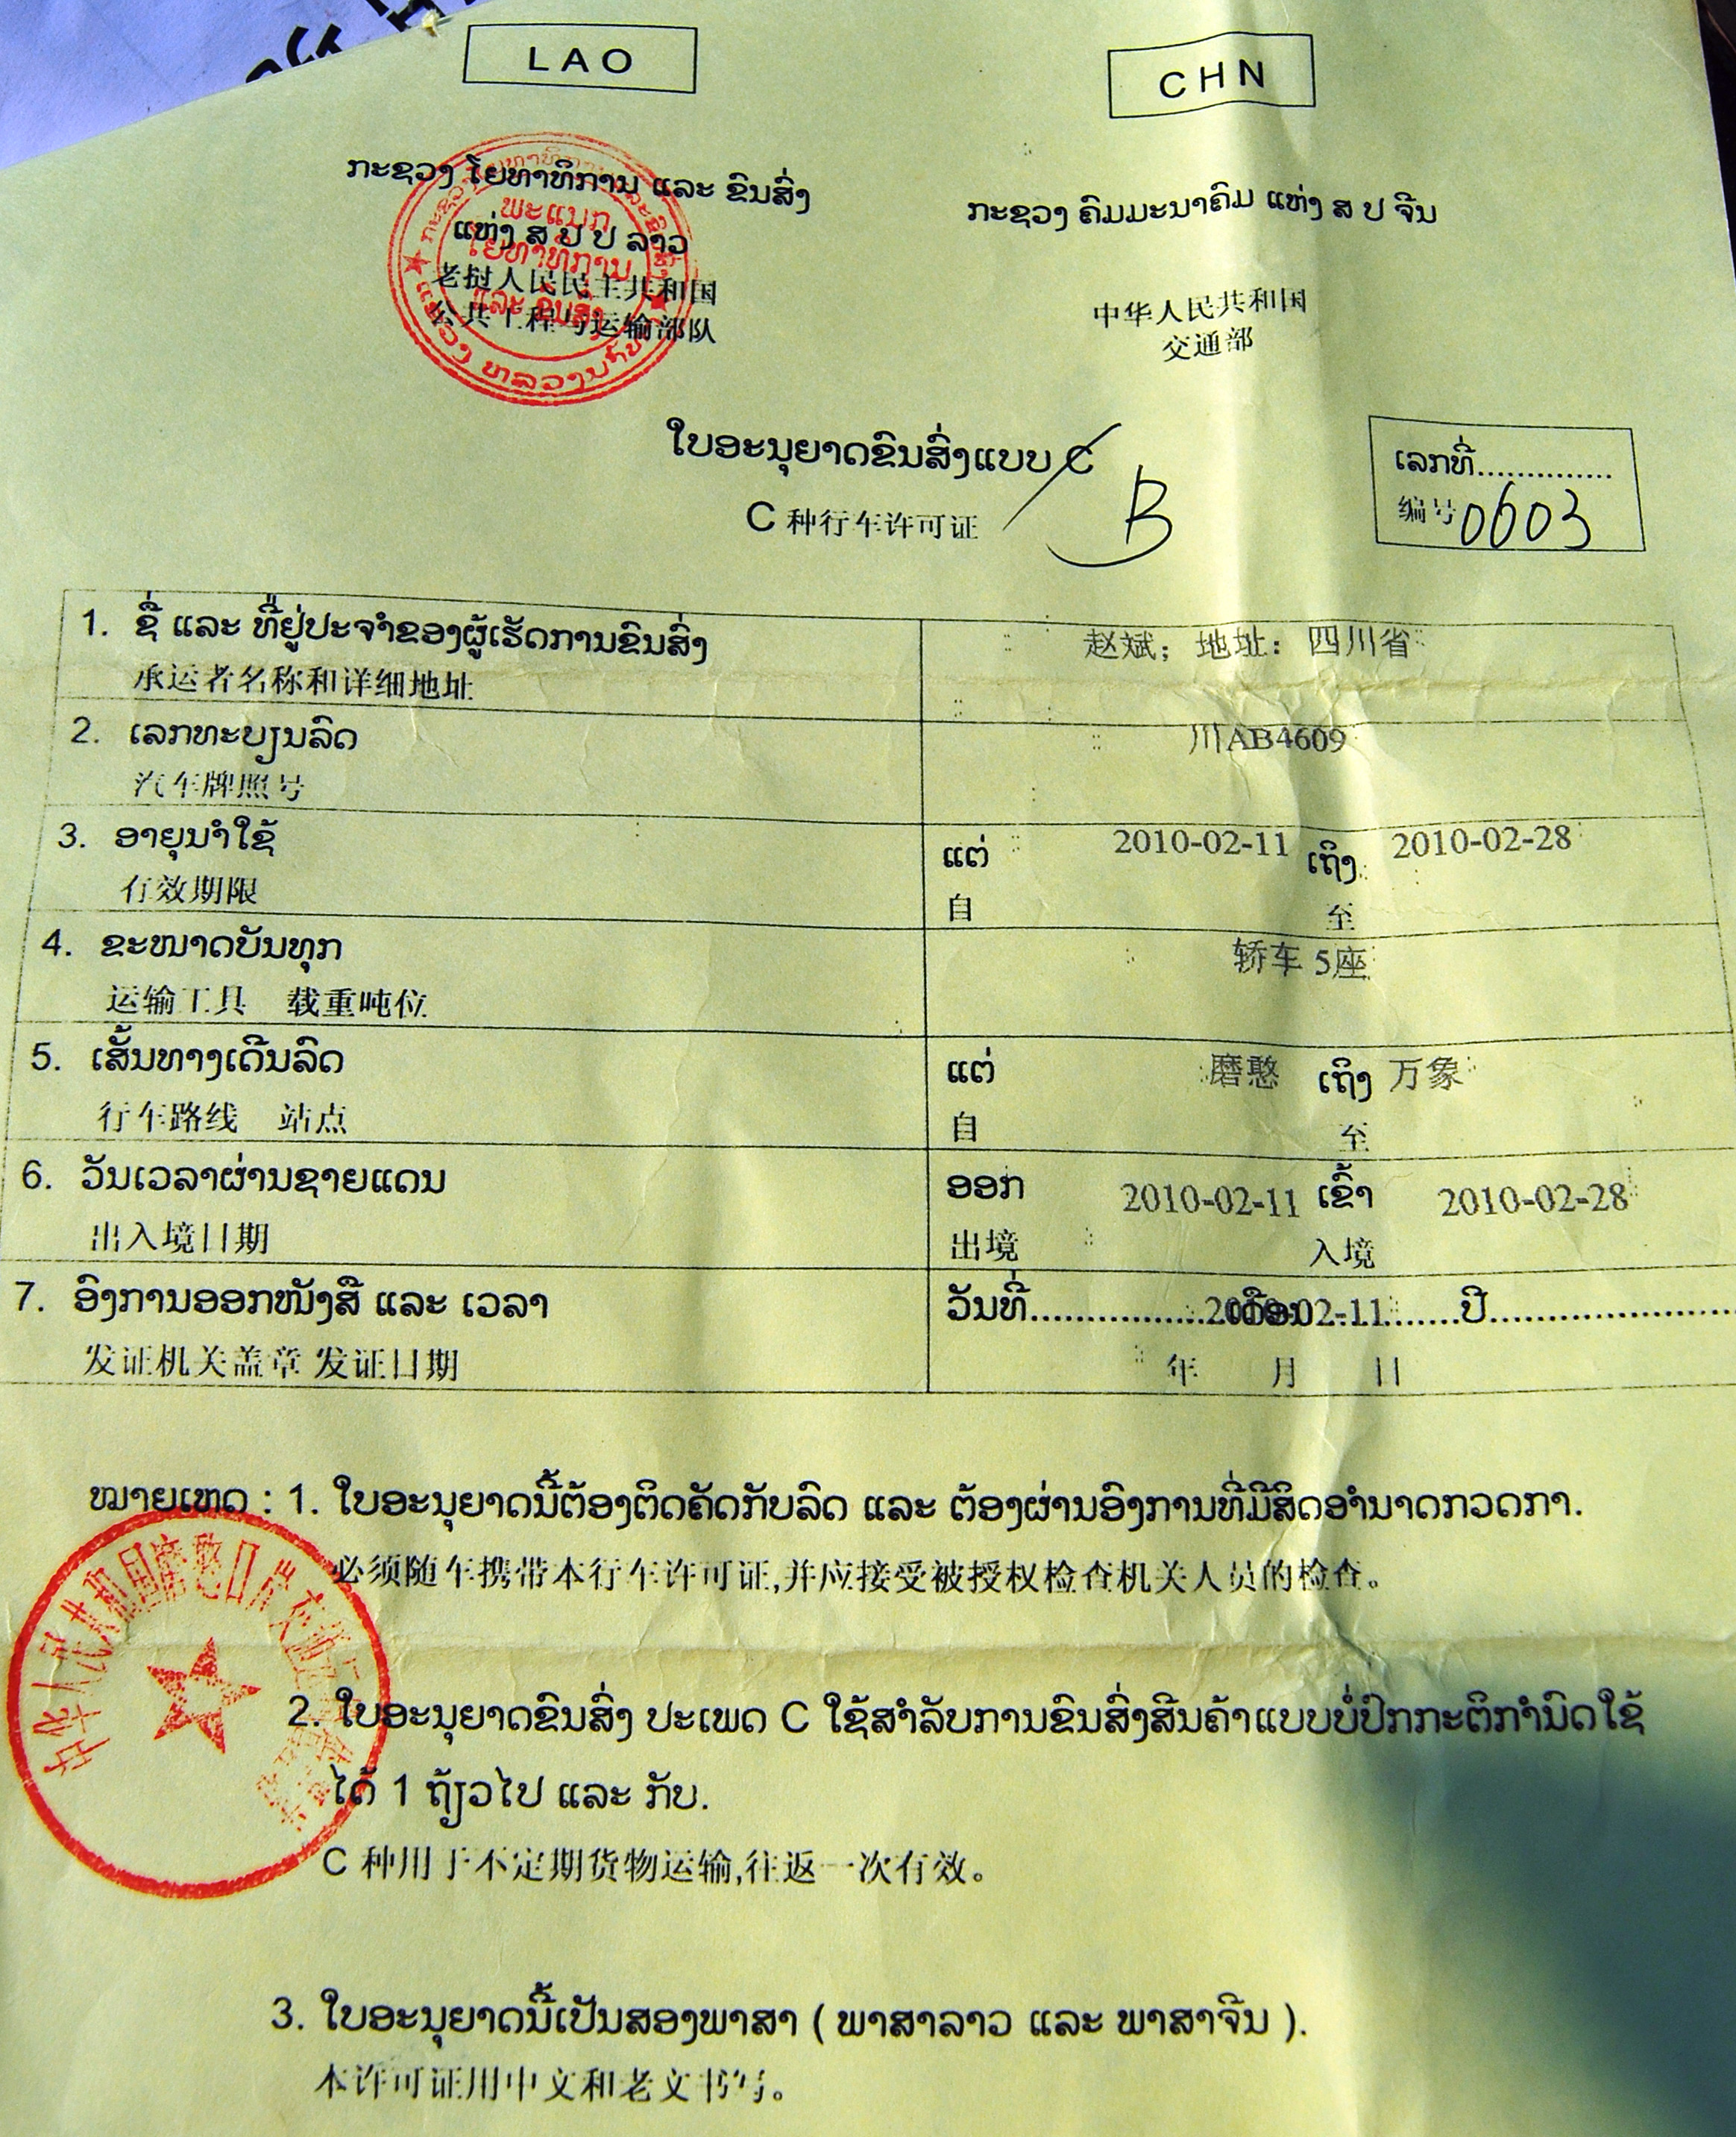 LAO
CHN
ກະຊວງ ໂຍທາທິການ ແລະ ຂົນສົ່ງ
ແຫ່ງ ສ ປ ປ ລາວ
老挝人民民主共和国
公共工程与运输部队
ກະຊວງ ຄົມມະນາຄົມ ແຫ່ງ ສ ປ ຈີນ
中华人民共和国
交通部
ພະແນກ
ໂຍທາທິການ
ແລະ ຂົນສົ່ງ
ໃບອະນຸຍາດຂົນສົ່ງແບບ C
C 种行车许可证
B
ເລກທີ່..............
编号 0603
1. ຊື່ ແລະ ທີ່ຢູ່ປະຈຳຂອງຜູ້ເຮັດການຂົນສົ່ງ
承运者名称和详细地址
赵斌；地址：四川省
2. ເລກທະບຽນລົດ
汽车牌照号
川AB4609
3. ອາຍຸນຳໃຊ້
有效期限
ແຕ່ 2010-02-11 ເຖິງ 2010-02-28
自 至
4. ຂະໜາດບັນທຸກ
运输工具 载重吨位
轿车 5座
5. ເສັ້ນທາງເດີນລົດ
行车路线 站点
ແຕ່ 磨憨 ເຖິງ 万象
自 至
6. ວັນເວລາຜ່ານຊາຍແດນ
出入境日期
ອອກ 2010-02-11 ເຂົ້າ 2010-02-28
出境 入境
7. ອົງການອອກໜັງສື ແລະ ເວລາ
发证机关盖章 发证日期
ວັນທີ່................ເດືອນ............ປີ....................
2010-02-11
年 月 日
ໝາຍເຫດ : 1. ໃບອະນຸຍາດນີ້ຕ້ອງຕິດຄັດກັບລົດ ແລະ ຕ້ອງຜ່ານອົງການທີ່ມີສິດອຳນາດກວດກາ.
必须随车携带本行车许可证,并应接受被授权检查机关人员的检查。
2. ໃບອະນຸຍາດຂົນສົ່ງ ປະເພດ C ໃຊ້ສຳລັບການຂົນສົ່ງສີນຄ້າແບບບໍ່ປົກກະຕິກຳນົດໃຊ້
ໄດ້ 1 ຖ້ຽວໄປ ແລະ ກັບ.
C 种用于不定期货物运输,往返一次有效。
3. ໃບອະນຸຍາດນີ້ເປັນສອງພາສາ ( ພາສາລາວ ແລະ ພາສາຈີນ ).
本许可证用中文和老文书写。